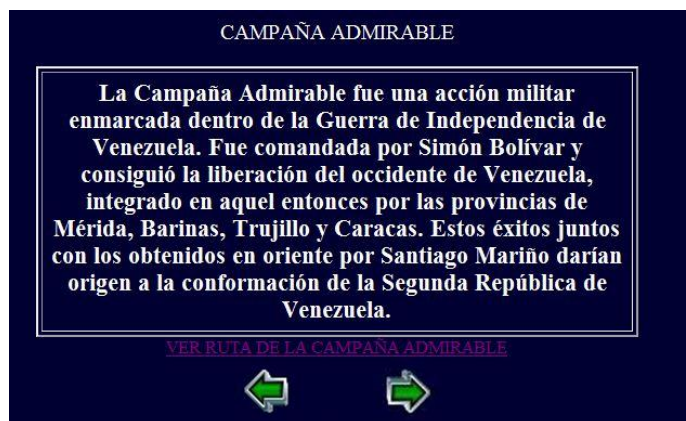 CAMPAÑA ADMIRABLE
La Campaña Admirable fue una acción militar
enmarcada dentro de la Guerra de Independencia de
Venezuela. Fue comandada por Simón Bolívar y
consiguió la liberación del occidente de Venezuela,
integrado en aquel entonces por las provincias de
Mérida, Barinas, Trujillo y Caracas. Estos éxitos juntos
con los obtenidos en oriente por Santiago Mariño darían
origen a la conformación de la Segunda República de
Venezuela.
VER RUTA DE LA CAMPAÑA ADMIRABLE